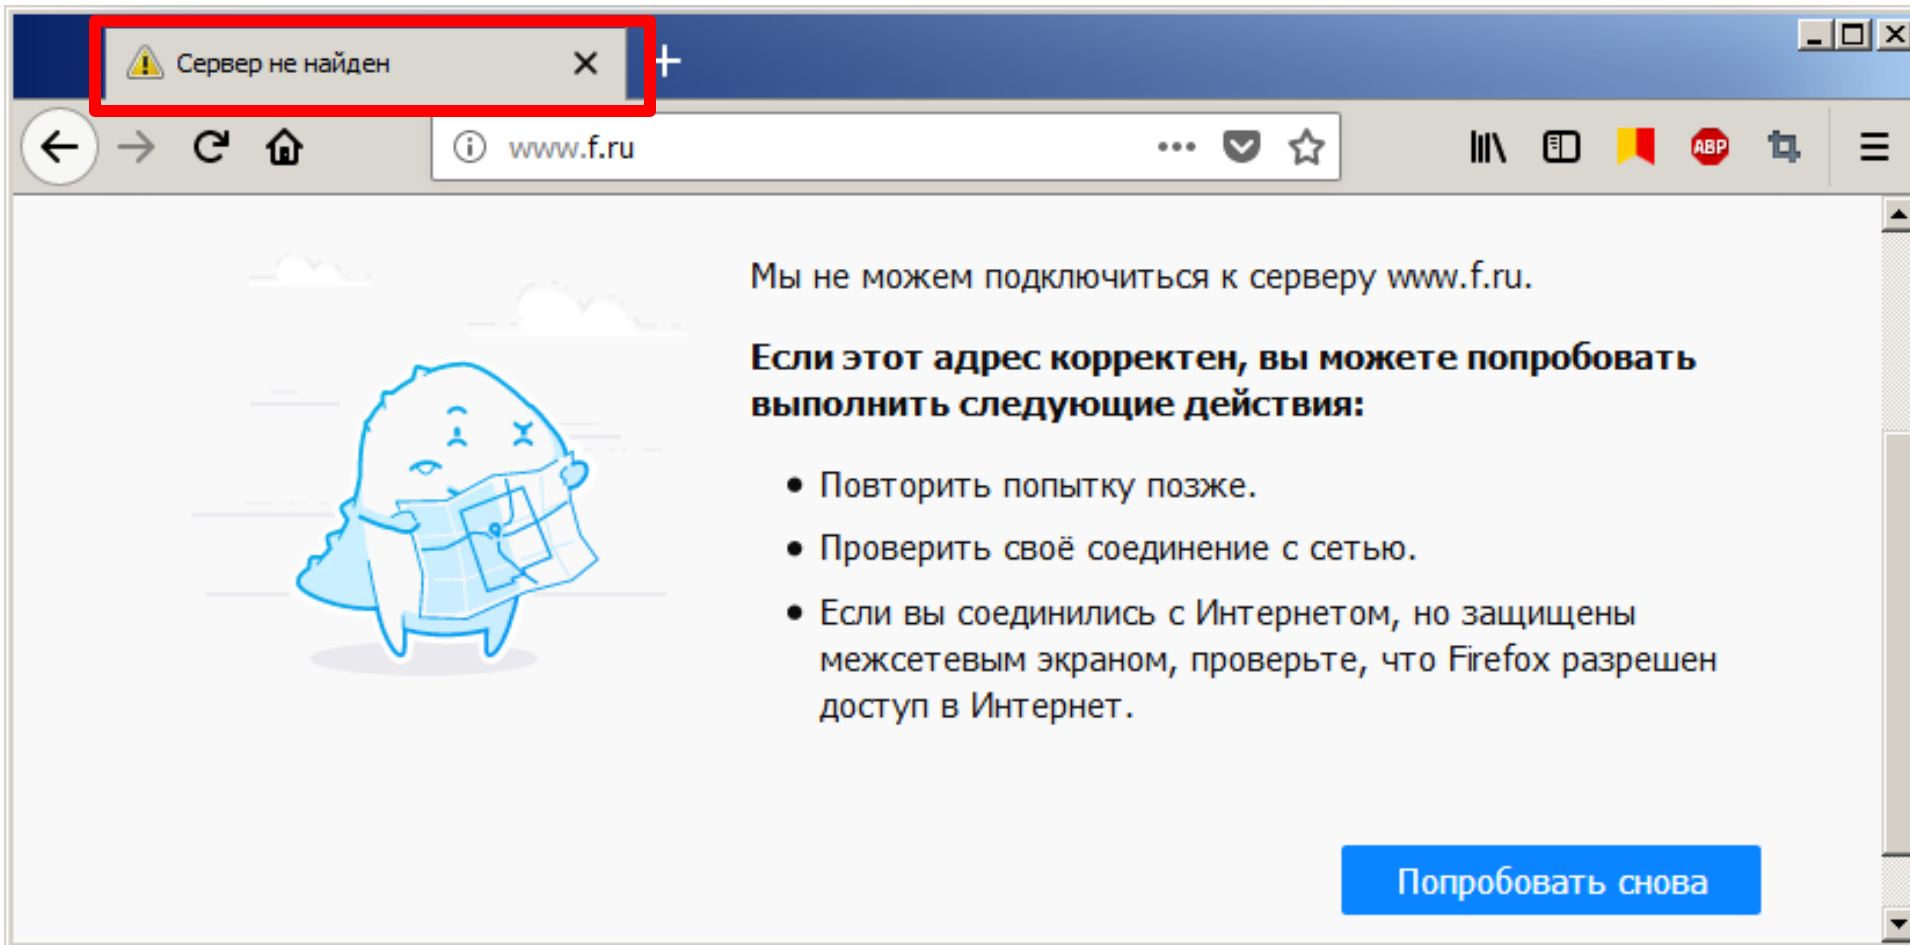 Сервер не найден
www.f.ru
ABP
Мы не можем подключиться к серверу www.f.ru.
Если этот адрес корректен, вы можете попробовать
выполнить следующие действия:
• Повторить попытку позже.
• Проверить своё соединение с сетью.
• Если вы соединились с Интернетом, но защищены
межсетевым экраном, проверьте, что Firefox разрешен
доступ в Интернет.
Попробовать снова